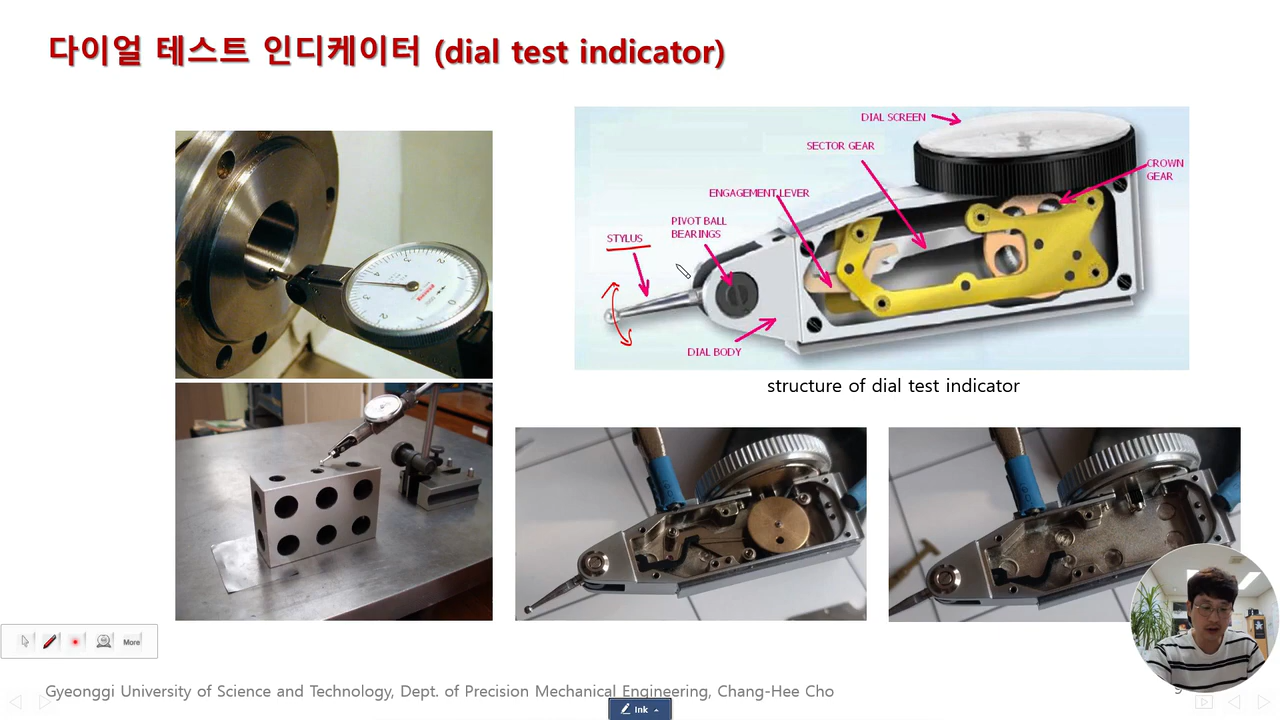 다이얼 테스트 인디케이터 (dial test indicator)
DIAL SCREEN
SECTOR GEAR
CROWN
GEAR
ENGAGEMENT LEVER
PIVOT BALL
BEARINGS
STYLUS
DIAL BODY
structure of dial test indicator
More
Gyeonggi University of Science and Technology, Dept. of Precision Mechanical Engineering, Chang-Hee Cho
9
Ink